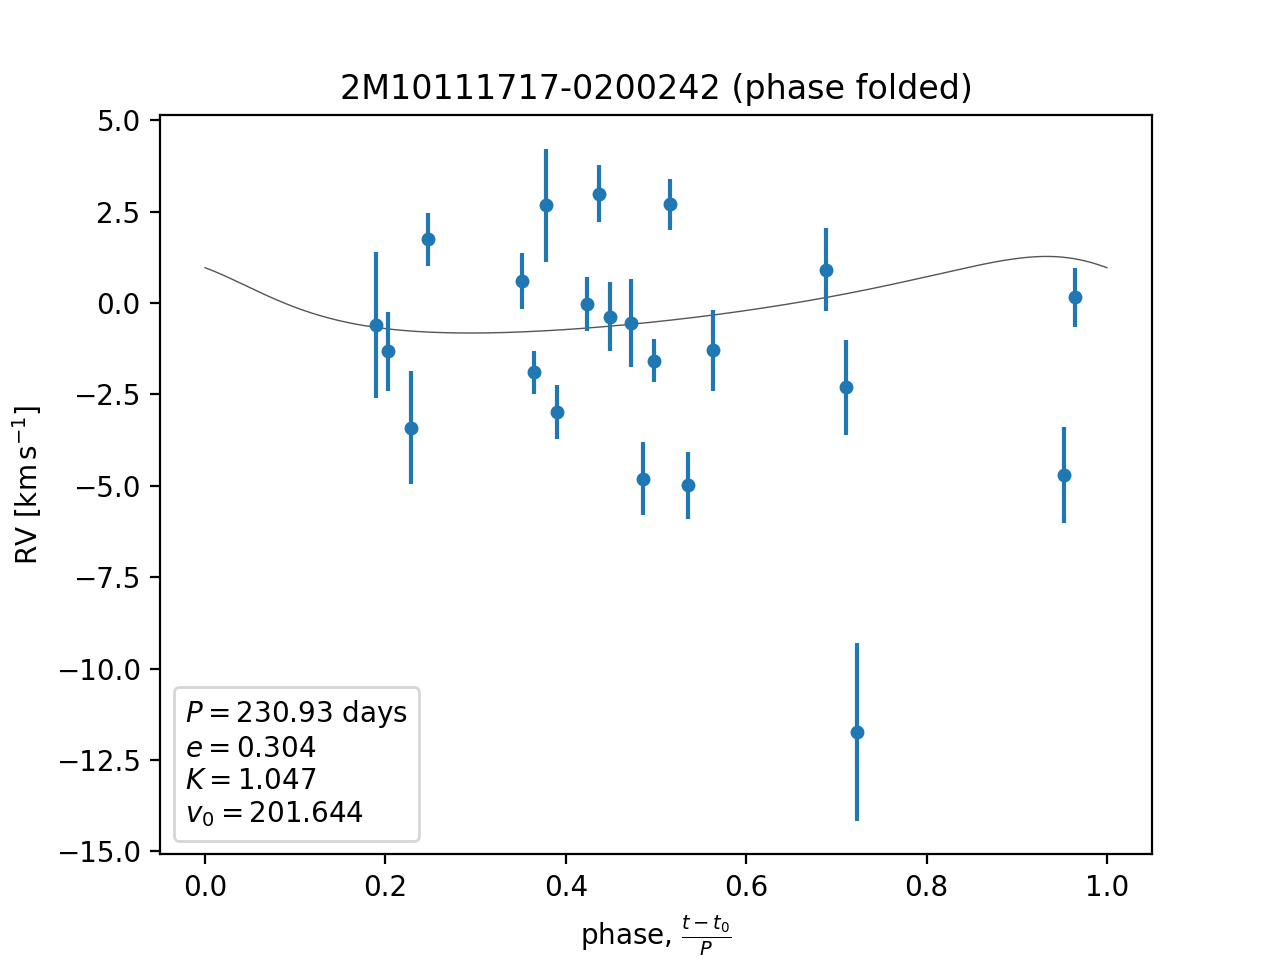 2M10111717-0200242 (phase folded)
5.0
2.5
0.0
−2.5
−5.0
−7.5
−10.0
−12.5
−15.0
RV [km s⁻¹]
P = 230.93 days
e = 0.304
K = 1.047
v₀ = 201.644
0.0 0.2 0.4 0.6 0.8 1.0
phase, (t − t₀)/P